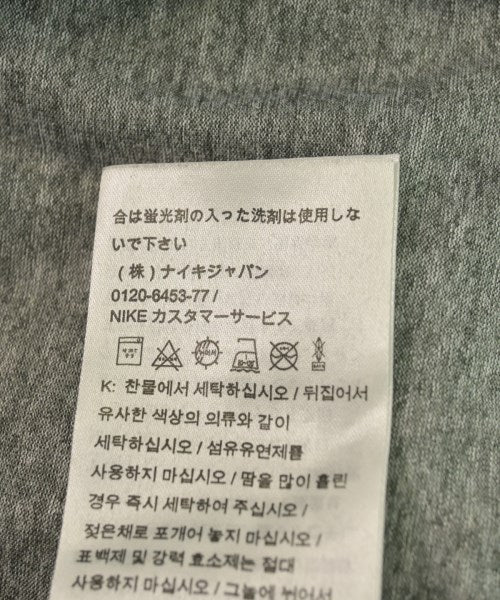 合は蛍光剤の入った洗剤は使用しな
いで下さい
(株)ナイキジャパン
0120-6453-77 /
NIKE カスタマーサービス
K: 찬물에서 세탁하십시오 / 뒤집어서
유사한 색상의 의류와 같이
세탁하십시오 / 섬유유연제를
사용하지 마십시오 / 땀을 많이 흘린
경우 즉시 세탁하여 주십시오 /
젖은채로 포개어 놓지 마십시오 /
표백제 및 강력 효소제는 절대
사용하지 마십시오 / 그늘에 뉘어서